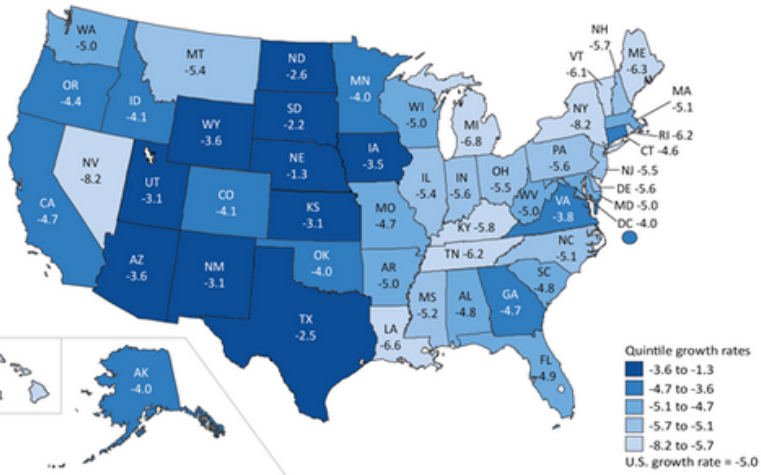 WA
-5.0
OR
-4.4
CA
-4.7
ID
-4.1
NV
-8.2
MT
-5.4
WY
-3.6
UT
-3.1
AZ
-3.6
CO
-4.1
NM
-3.1
ND
-2.6
SD
-2.2
NE
-1.3
KS
-3.1
OK
-4.0
TX
-2.5
MN
-4.0
IA
-3.5
MO
-4.7
AR
-5.0
LA
-6.6
WI
-5.0
IL
-5.4
MI
-6.8
IN
-5.6
OH
-5.5
KY -5.8
TN -6.2
MS
-5.2
AL
-4.8
GA
-4.7
FL
-4.9
SC
-4.8
NC
-5.1
VA
-3.8
WV
-5.0
PA
-5.6
NY
-8.2
VT
-6.1
NH
-5.7
ME
-6.3
MA
-5.1
RI -6.2
CT -4.6
NJ -5.5
DE -5.6
MD -5.0
DC -4.0
AK
-4.0
Quintile growth rates
-3.6 to -1.3
-4.7 to -3.6
-5.1 to -4.7
-5.7 to -5.1
-8.2 to -5.7
U.S. growth rate = -5.0